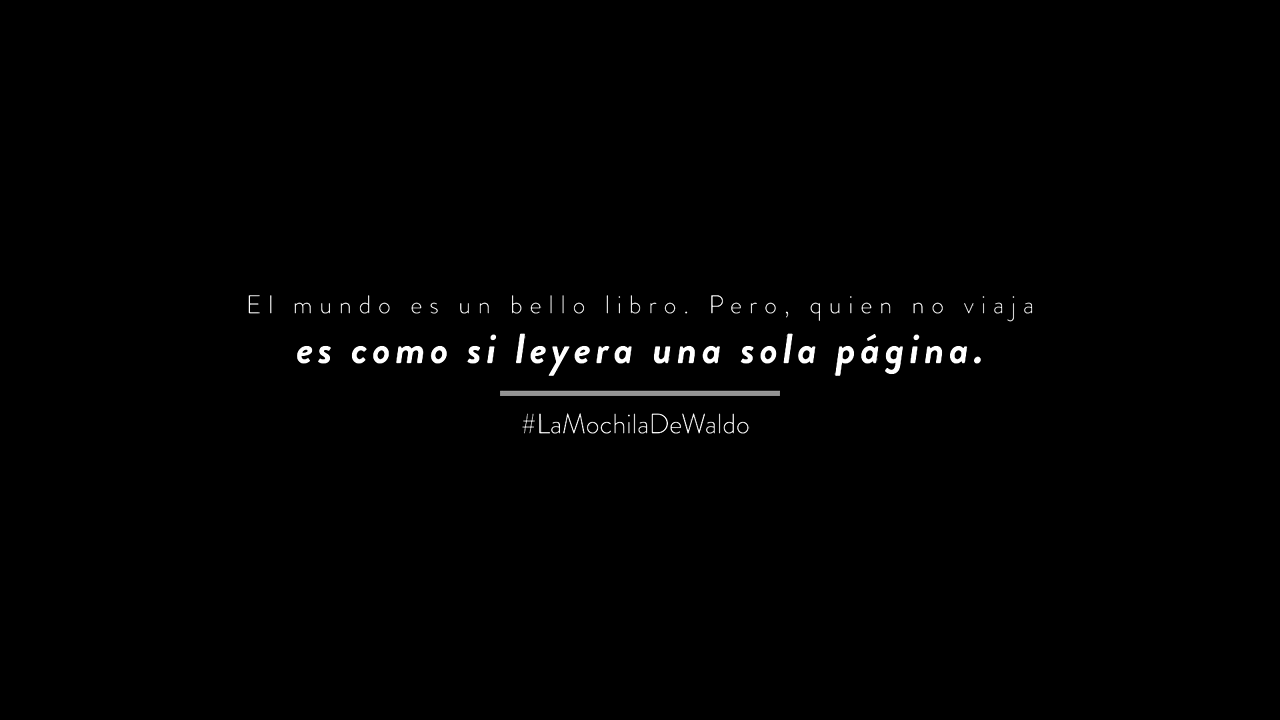 El mundo es un bello libro. Pero, quien no viaja
es como si leyera una sola página.
#LaMochilaDeWaldo